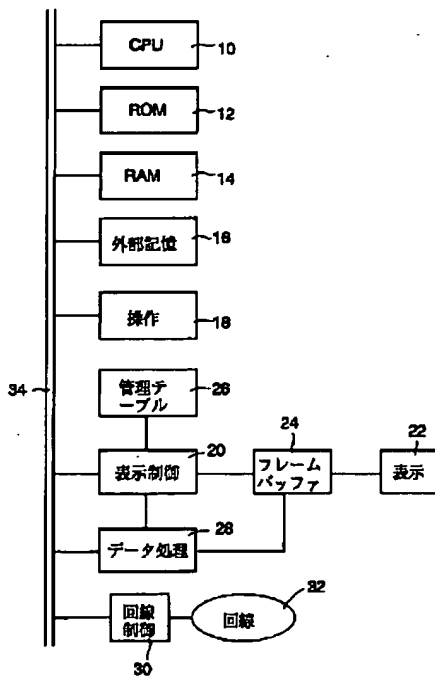 CPU
10
ROM
12
RAM
14
外部記憶
16
操作
18
管理テ
ーブル
26
34
表示制御
20
フレーム
バッファ
24
表示
22
データ処理
28
回線
制御
30
回線
32